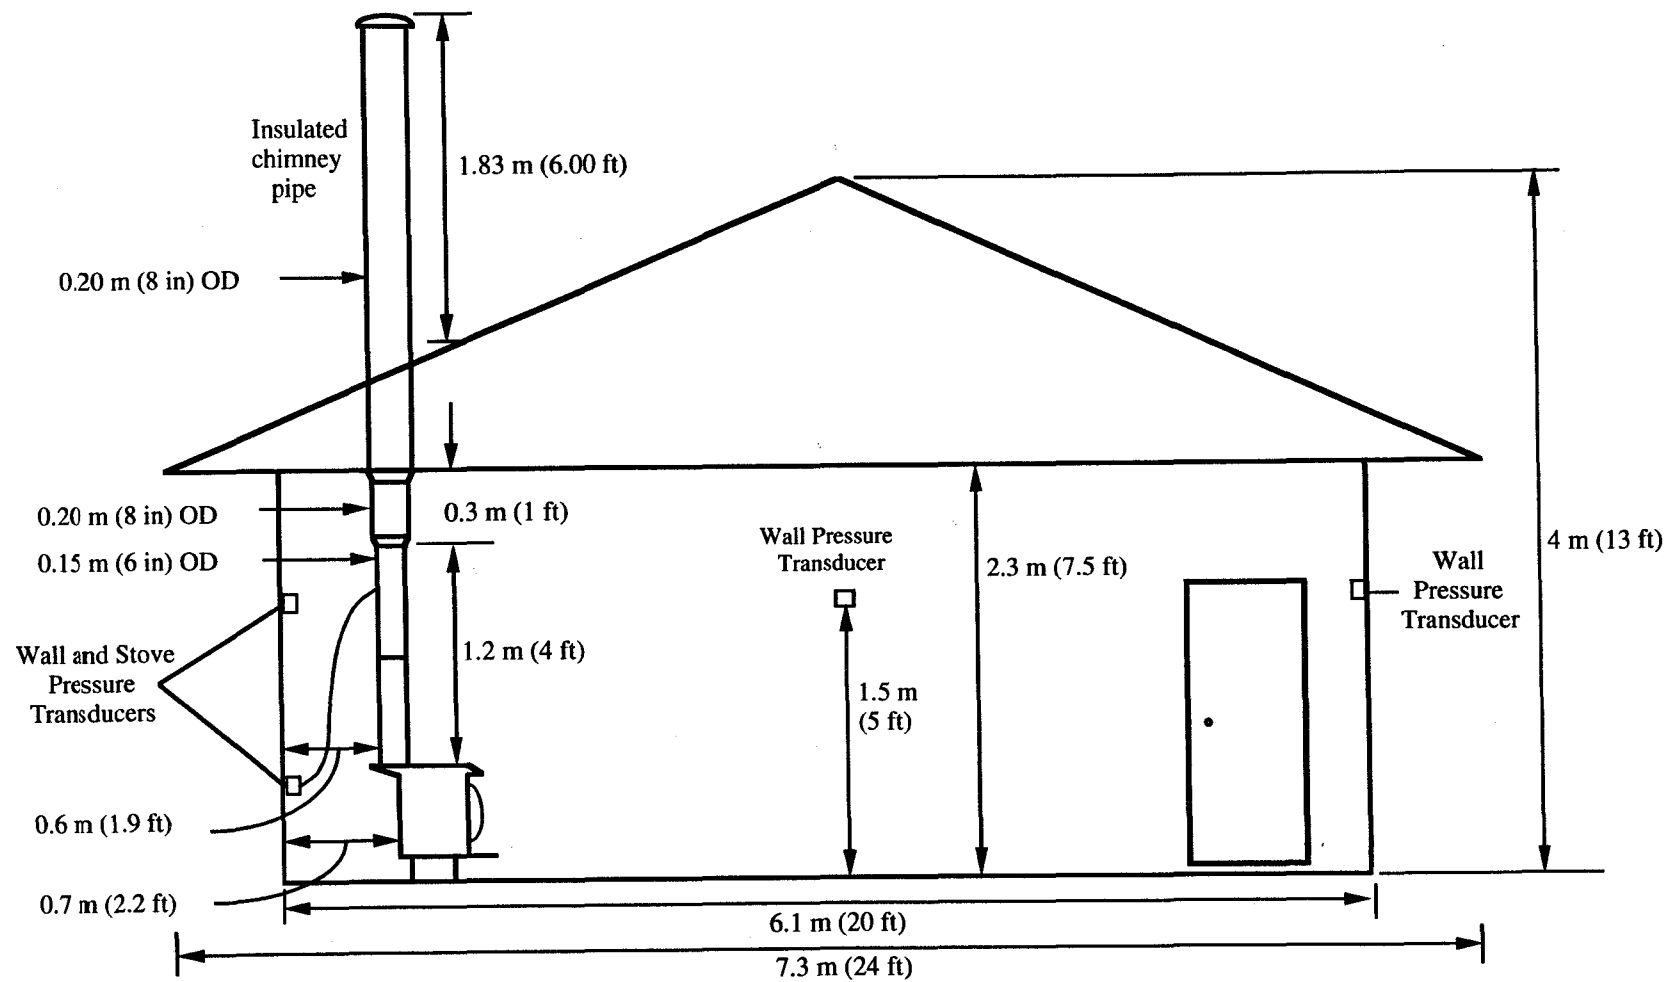 Insulated
chimney
pipe
1.83 m (6.00 ft)
0.20 m (8 in) OD
0.20 m (8 in) OD
0.3 m (1 ft)
0.15 m (6 in) OD
Wall Pressure
Transducer
2.3 m (7.5 ft)
4 m (13 ft)
Wall
Pressure
Transducer
Wall and Stove
Pressure
Transducers
1.2 m (4 ft)
1.5 m
(5 ft)
0.6 m (1.9 ft)
0.7 m (2.2 ft)
6.1 m (20 ft)
7.3 m (24 ft)